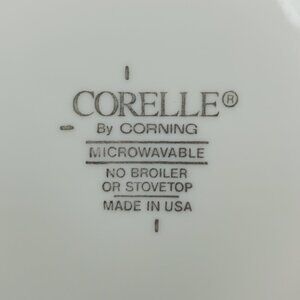 CORELLE®
By CORNING
MICROWAVABLE
NO BROILER
OR STOVETOP
MADE IN USA